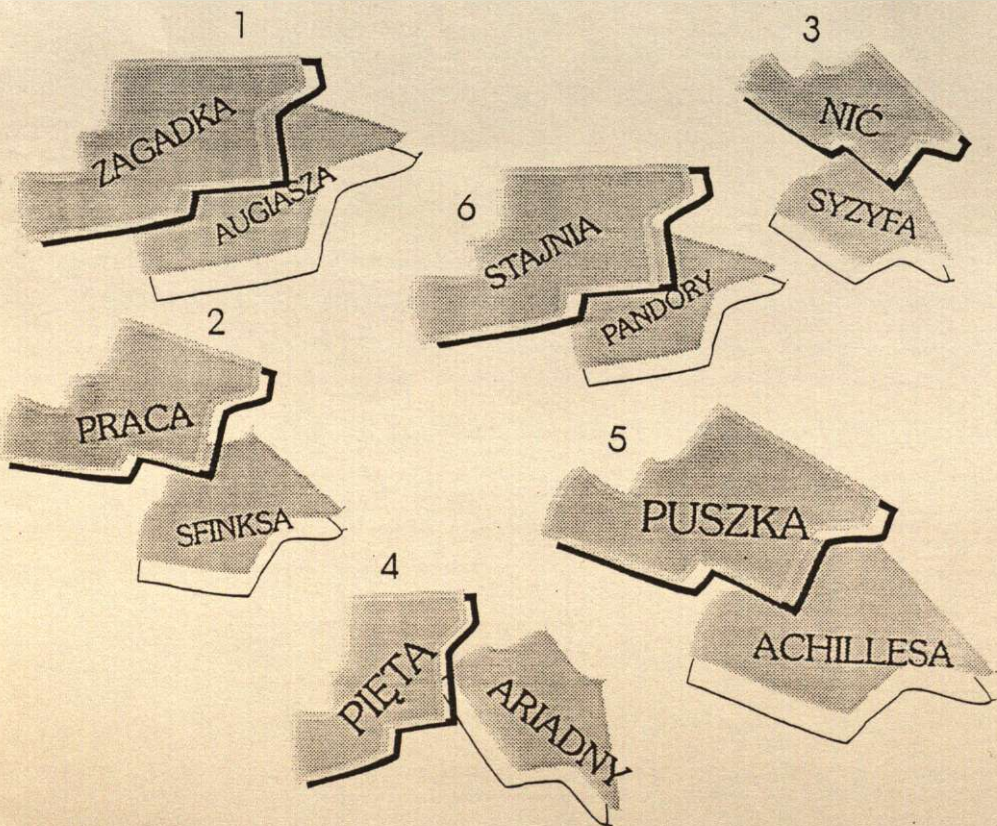 1
ZAGADKA
AUGIASZA
2
PRACA
SFINKSA
3
NIĆ
SYZYFA
6
STAJNIA
PANDORY
5
PUSZKA
ACHILLESA
4
PIĘTA
ARIADNY